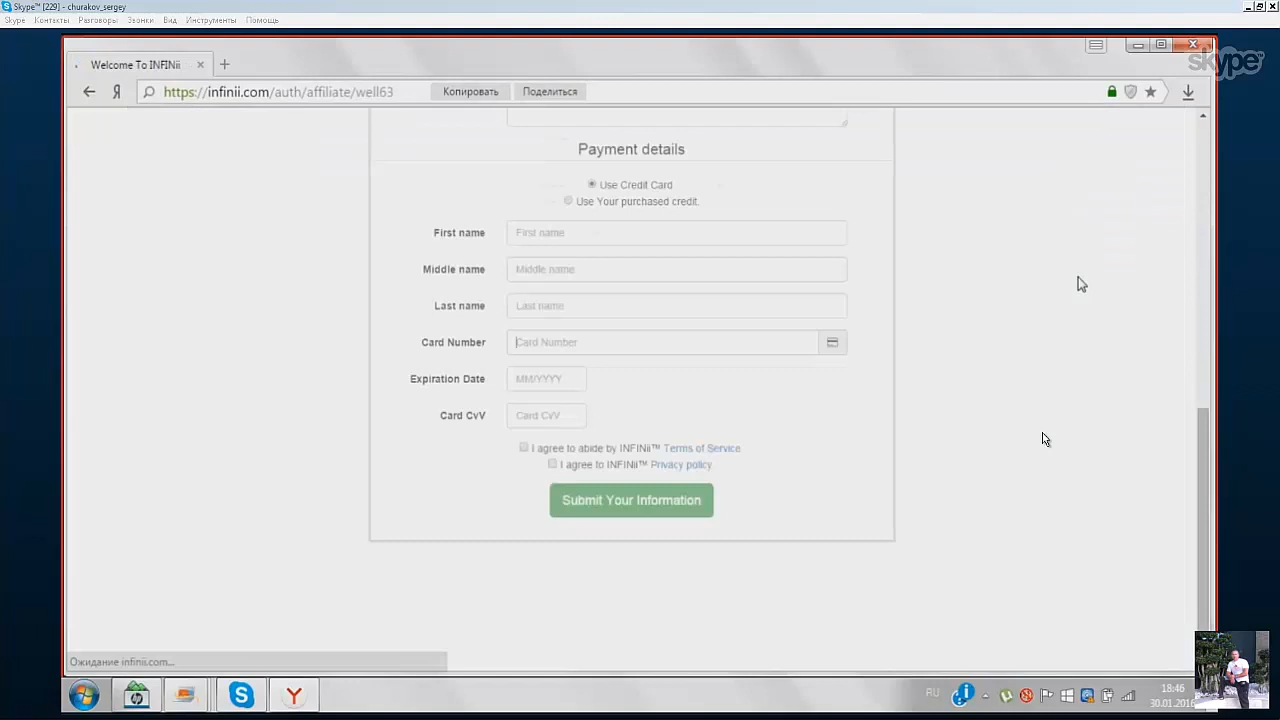 Skype™ [229] - churakov_sergey
Skype Контакты Разговоры Звонки Вид Инструменты Помощь
skype
Welcome To INFINii
https://infinii.com/auth/affiliate/well63
Копировать
Поделиться
Payment details
Use Credit Card
Use Your purchased credit.
First name First name
Middle name Middle name
Last name Last name
Card Number Card Number
Expiration Date MM/YYYY
Card CvV Card CvV
I agree to abide by INFINii™ Terms of Service
I agree to INFINii™ Privacy policy.
Submit Your Information
Ожидание infinii.com...
RU
18:46